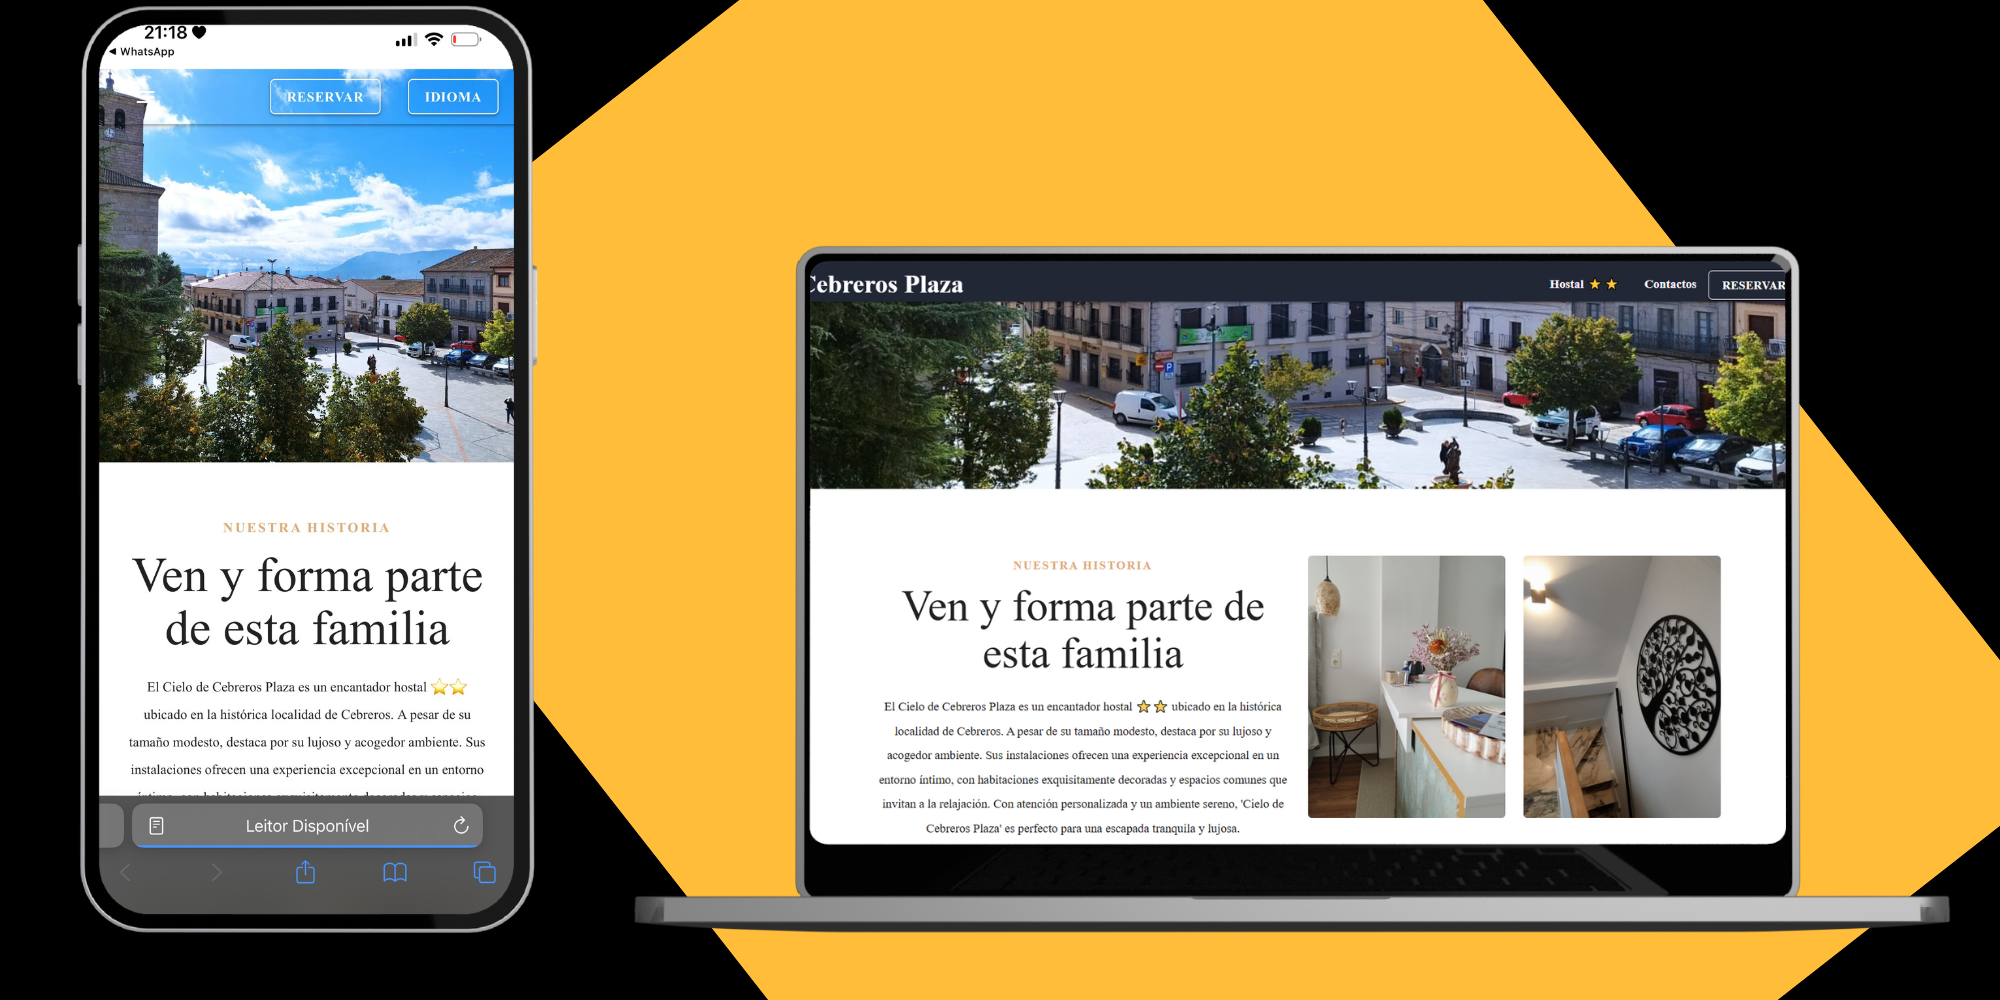 21:18
WhatsApp
RESERVAR
IDIOMA
NUESTRA HISTORIA
Ven y forma parte
de esta familia
El Cielo de Cebreros Plaza es un encantador hostal ⭐⭐
ubicado en la histórica localidad de Cebreros. A pesar de su
tamaño modesto, destaca por su lujoso y acogedor ambiente. Sus
instalaciones ofrecen una experiencia excepcional en un entorno
Leitor Disponível
Cebreros Plaza
Hostal ⭐⭐
Contactos
RESERVAR
NUESTRA HISTORIA
Ven y forma parte de
esta familia
El Cielo de Cebreros Plaza es un encantador hostal ⭐⭐ ubicado en la histórica
localidad de Cebreros. A pesar de su tamaño modesto, destaca por su lujoso y
acogedor ambiente. Sus instalaciones ofrecen una experiencia excepcional en un
entorno íntimo, con habitaciones exquisitamente decoradas y espacios comunes que
invitan a la relajación. Con atención personalizada y un ambiente sereno, 'Cielo de
Cebreros Plaza' es perfecto para una escapada tranquila y lujosa.